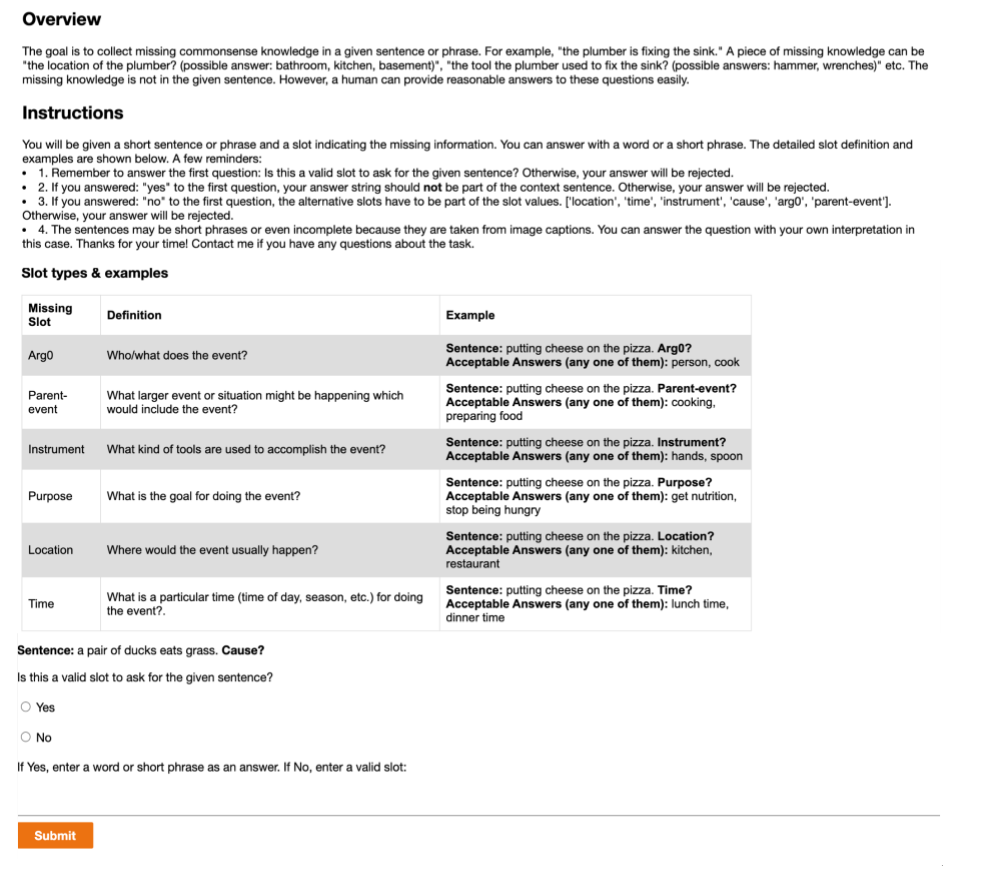 Overview
The goal is to collect missing commonsense knowledge in a given sentence or phrase. For example, "the plumber is fixing the sink." A piece of missing knowledge can be
"the location of the plumber? (possible answer: bathroom, kitchen, basement)", "the tool the plumber used to fix the sink? (possible answers: hammer, wrenches)" etc. The
missing knowledge is not in the given sentence. However, a human can provide reasonable answers to these questions easily.
Instructions
You will be given a short sentence or phrase and a slot indicating the missing information. You can answer with a word or a short phrase. The detailed slot definition and
examples are shown below. A few reminders:
• 1. Remember to answer the first question: Is this a valid slot to ask for the given sentence? Otherwise, your answer will be rejected.
• 2. If you answered: "yes" to the first question, your answer string should not be part of the context sentence. Otherwise, your answer will be rejected.
• 3. If you answered: "no" to the first question, the alternative slots have to be part of the slot values. ['location', 'time', 'instrument', 'cause', 'arg0', 'parent-event'].
Otherwise, your answer will be rejected.
• 4. The sentences may be short phrases or even incomplete because they are taken from image captions. You can answer the question with your own interpretation in
this case. Thanks for your time! Contact me if you have any questions about the task.
Slot types & examples
Missing
Slot
Definition
Example
Arg0
Who/what does the event?
Sentence: putting cheese on the pizza. Arg0?
Acceptable Answers (any one of them): person, cook
Parent-
event
What larger event or situation might be happening which
would include the event?
Sentence: putting cheese on the pizza. Parent-event?
Acceptable Answers (any one of them): cooking,
preparing food
Instrument
What kind of tools are used to accomplish the event?
Sentence: putting cheese on the pizza. Instrument?
Acceptable Answers (any one of them): hands, spoon
Purpose
What is the goal for doing the event?
Sentence: putting cheese on the pizza. Purpose?
Acceptable Answers (any one of them): get nutrition,
stop being hungry
Location
Where would the event usually happen?
Sentence: putting cheese on the pizza. Location?
Acceptable Answers (any one of them): kitchen,
restaurant
Time
What is a particular time (time of day, season, etc.) for doing
the event?.
Sentence: putting cheese on the pizza. Time?
Acceptable Answers (any one of them): lunch time,
dinner time
Sentence: a pair of ducks eats grass. Cause?
Is this a valid slot to ask for the given sentence?
Yes
No
If Yes, enter a word or short phrase as an answer. If No, enter a valid slot:
Submit